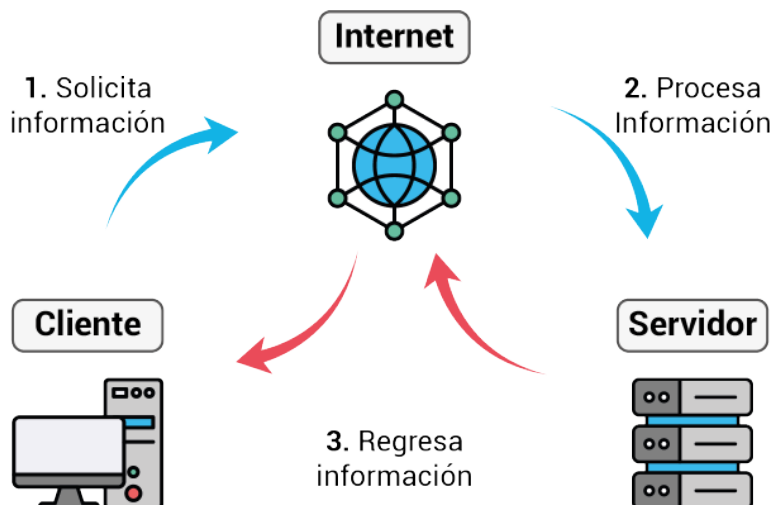 Internet
1. Solicita
información
2. Procesa
Información
Cliente
Servidor
3. Regresa
información